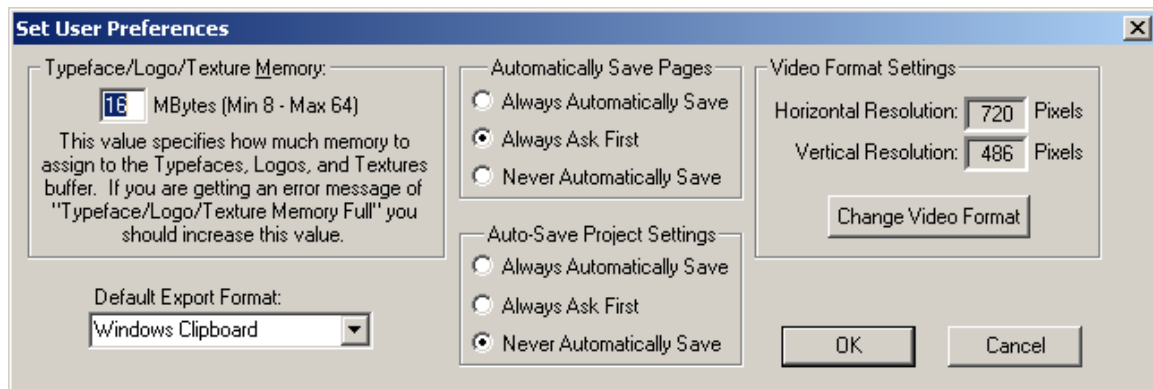 Set User Preferences
Typeface/Logo/Texture Memory:
16 MBytes (Min 8 - Max 64)
This value specifies how much memory to
assign to the Typefaces, Logos, and Textures
buffer. If you are getting an error message of
"Typeface/Logo/Texture Memory Full" you
should increase this value.
Default Export Format:
Windows Clipboard
Automatically Save Pages
Always Automatically Save
Always Ask First
Never Automatically Save
Auto-Save Project Settings
Always Automatically Save
Always Ask First
Never Automatically Save
Video Format Settings
Horizontal Resolution: 720 Pixels
Vertical Resolution: 486 Pixels
Change Video Format
OK
Cancel